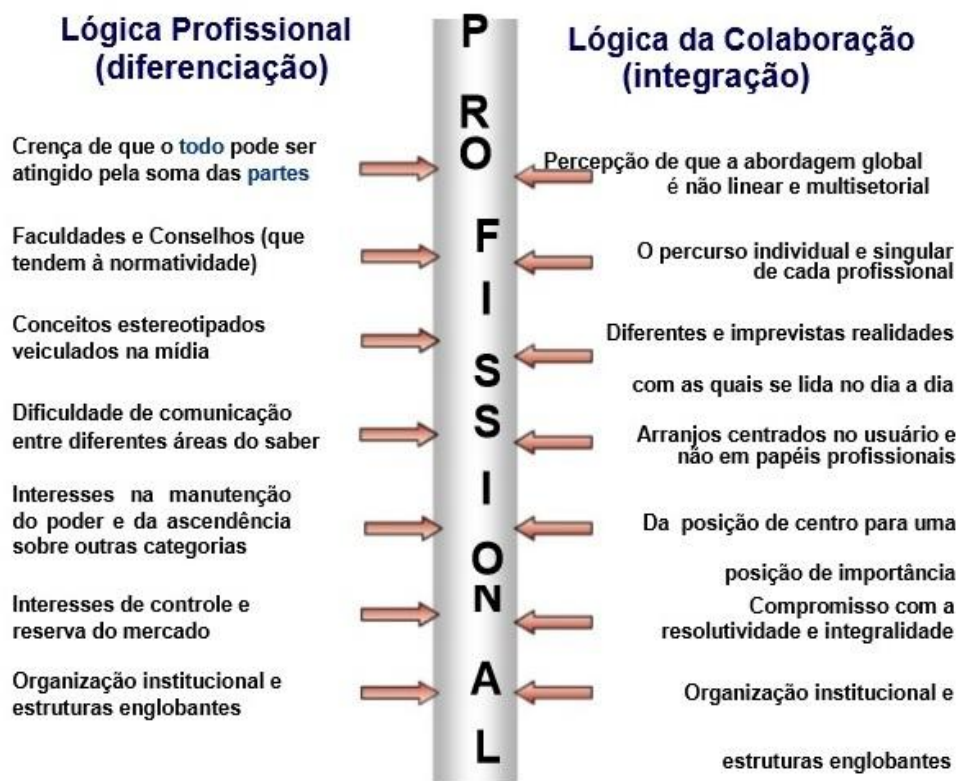 Lógica Profissional
(diferenciação)
Crença de que o todo pode ser
atingido pela soma das partes
Faculdades e Conselhos (que
tendem à normatividade)
Conceitos estereotipados
veiculados na mídia
Dificuldade de comunicação
entre diferentes áreas do saber
Interesses na manutenção
do poder e da ascendência
sobre outras categorias
Interesses de controle e
reserva do mercado
Organização institucional e
estruturas englobantes
P
R
O
F
I
S
S
I
O
N
A
L
Lógica da Colaboração
(integração)
Percepção de que a abordagem global
é não linear e multisetorial
O percurso individual e singular
de cada profissional
Diferentes e imprevistas realidades
com as quais se lida no dia a dia
Arranjos centrados no usuário e
não em papéis profissionais
Da posição de centro para uma
posição de importância
Compromisso com a
resolutividade e integralidade
Organização institucional e
estruturas englobantes